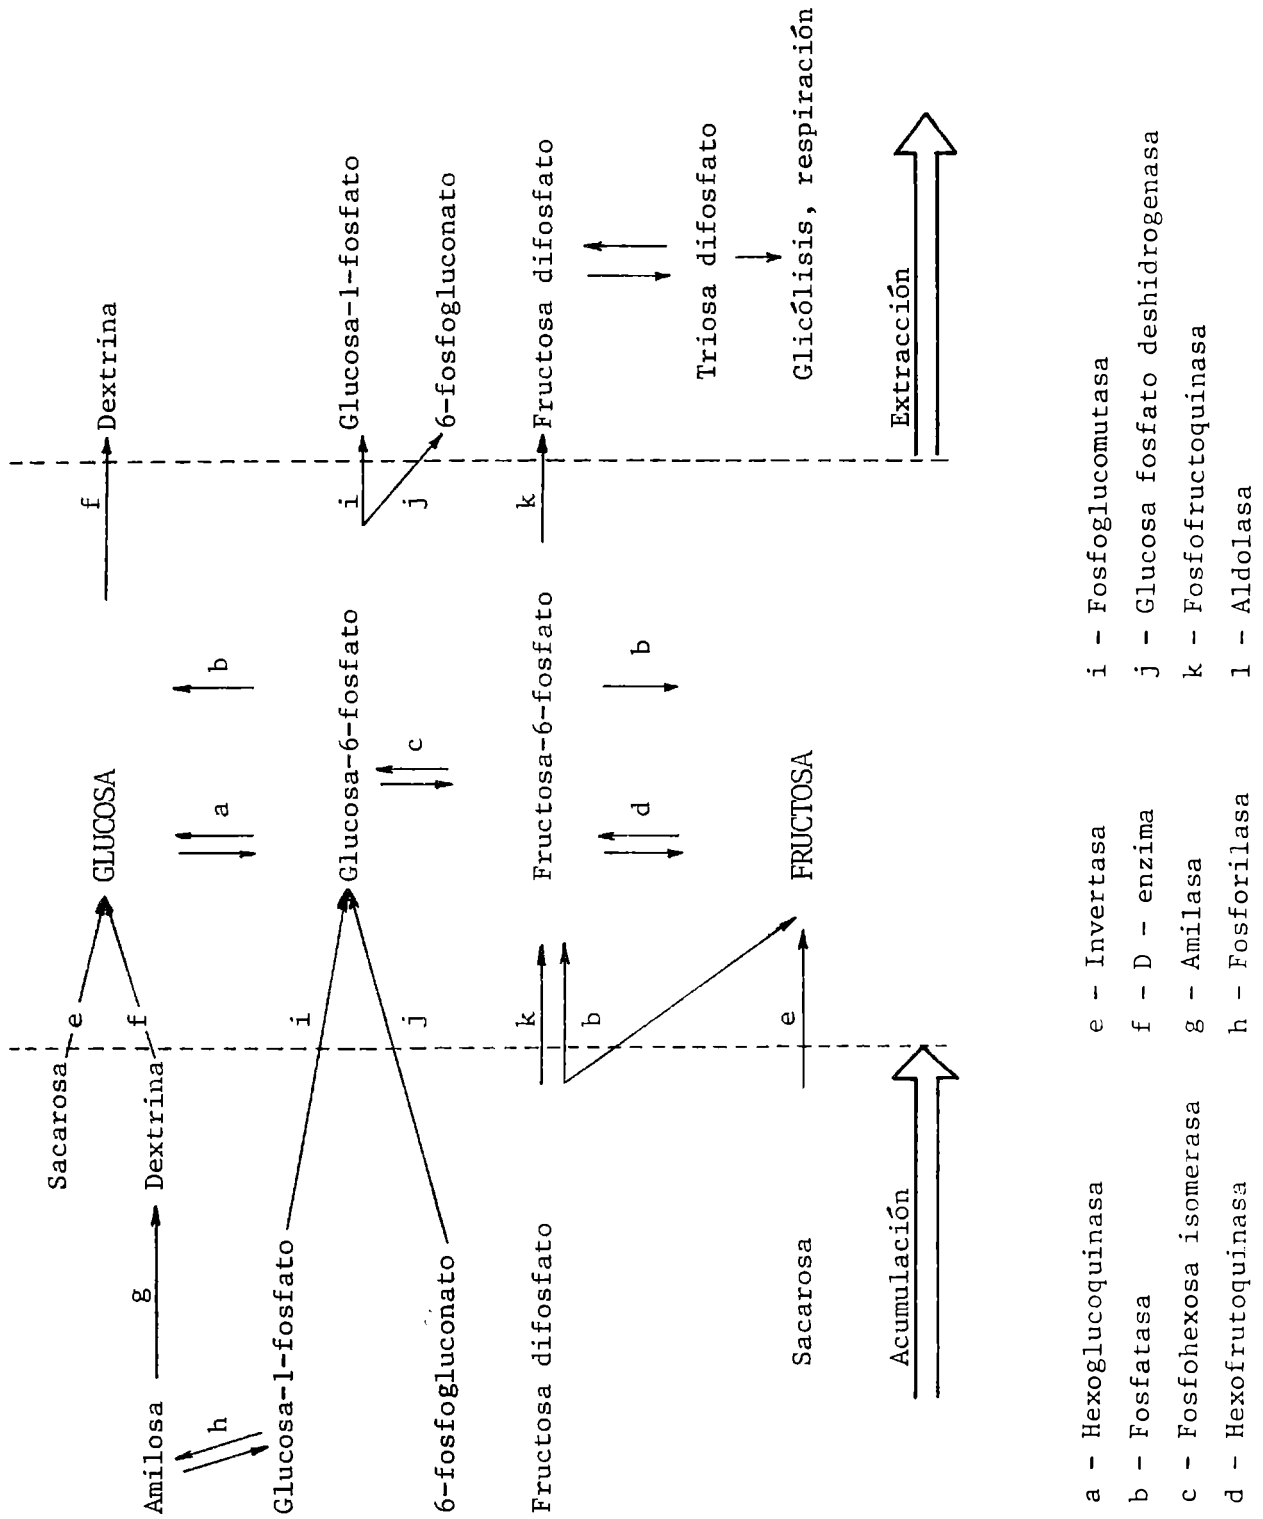 Sacarosa
e
GLUCOSA
f
Dextrina
Amilosa
g
Dextrina
f
h
a
b
Glucosa-1-fosfato
i
Glucosa-6-fosfato
i
Glucosa-1-fosfato
j
c
j
6-fosfogluconato
6-fosfogluconato
Fructosa difosfato
k
Fructosa-6-fosfato
k
Fructosa difosfato
b
d
b
Triosa difosfato
Sacarosa
e
FRUCTOSA
Glicólisis, respiración
Acumulación
Extracción
a - Hexoglucoquinasa
b - Fosfatasa
c - Fosfohexosa isomerasa
d - Hexofrutoquinasa
e - Invertasa
f - D - enzima
g - Amilasa
h - Fosforilasa
i - Fosfoglucomutasa
j - Glucosa fosfato deshidrogenasa
k - Fosfofructoquinasa
l - Aldolasa